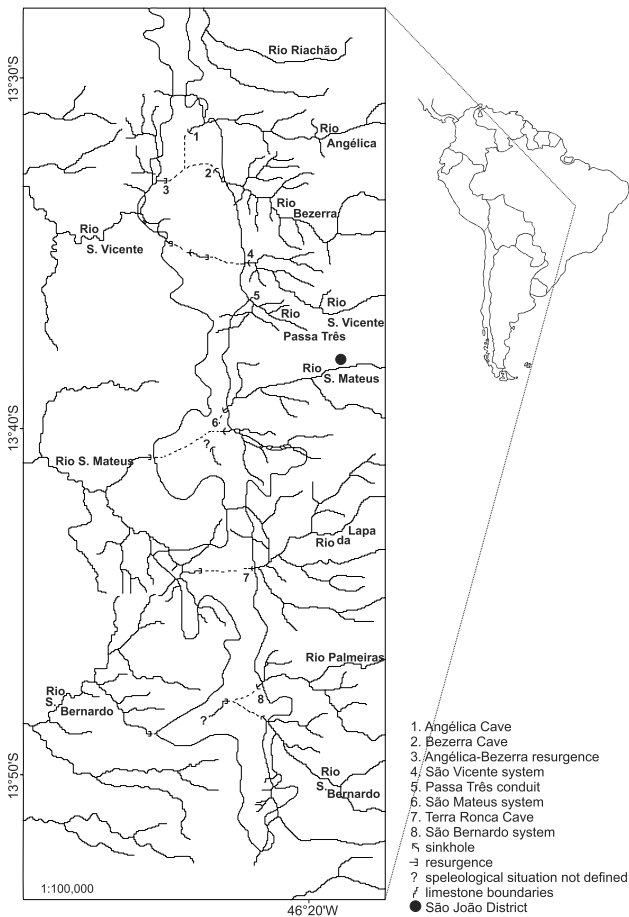 Rio Riachão
13°30'S
1
Rio
Angélica
2
3
Rio
Bezerra
Rio
S. Vicente
4
5
Rio
S. Vicente
Rio
Passa Três
Rio
S. Mateus
6
13°40'S
?
Rio S. Mateus
Rio da Lapa
7
Rio Palmeiras
Rio
S.
Bernardo
8
?
13°50'S
Rio
S.
Bernardo
1:100,000
46°20'W
1. Angélica Cave
2. Bezerra Cave
3. Angélica-Bezerra resurgence
4. São Vicente system
5. Passa Três conduit
6. São Mateus system
7. Terra Ronca Cave
8. São Bernardo system
sinkhole
resurgence
? speleological situation not defined
limestone boundaries
São João District